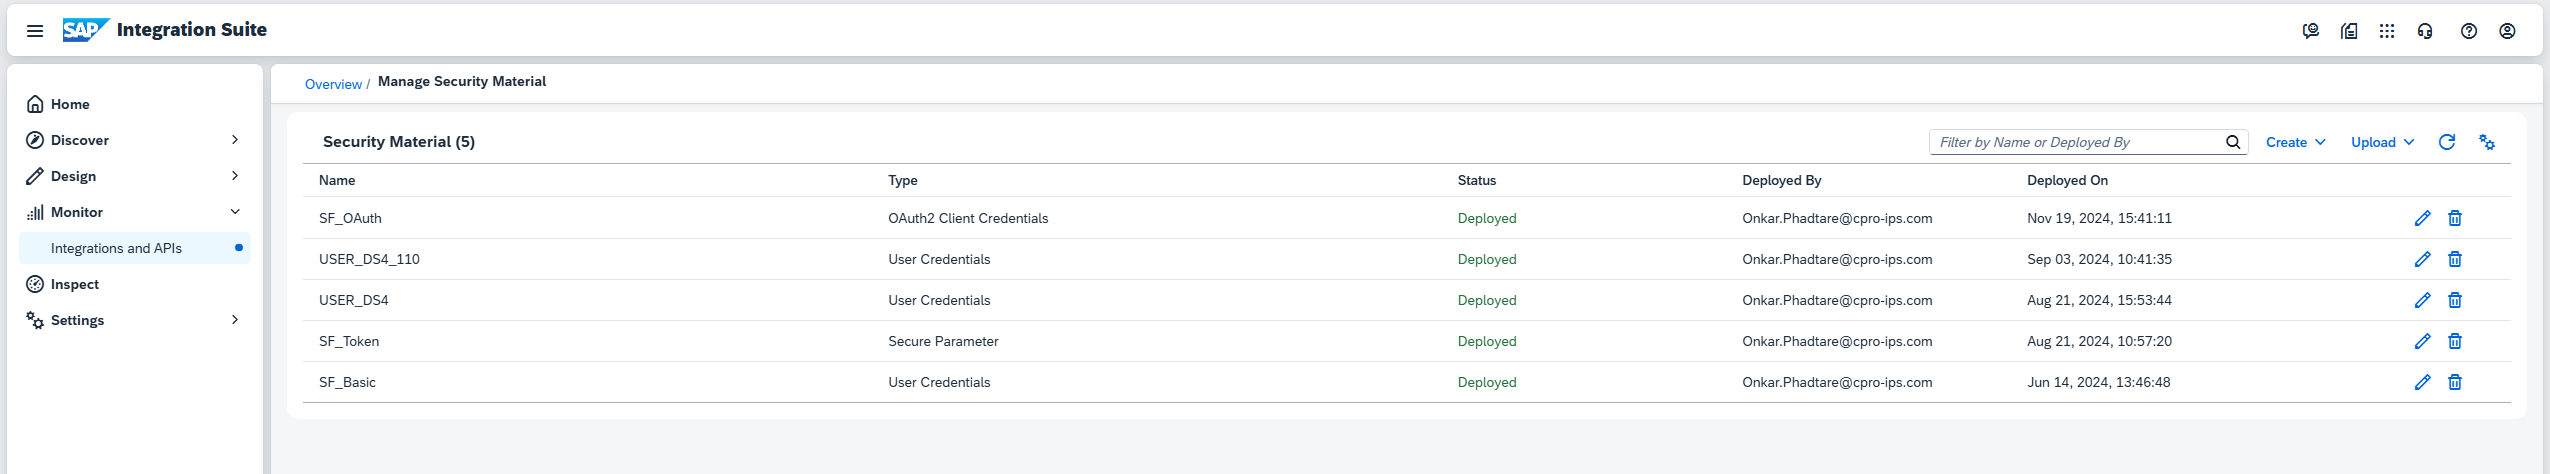 SAP Integration Suite
Home
Discover
Design
Monitor
Integrations and APIs
Inspect
Settings
Overview / Manage Security Material
Security Material (5)
Filter by Name or Deployed By
Create
Upload
Name Type Status Deployed By Deployed On
SF_OAuth OAuth2 Client Credentials Deployed Onkar.Phadtare@cpro-ips.com Nov 19, 2024, 15:41:11
USER_DS4_110 User Credentials Deployed Onkar.Phadtare@cpro-ips.com Sep 03, 2024, 10:41:35
USER_DS4 User Credentials Deployed Onkar.Phadtare@cpro-ips.com Aug 21, 2024, 15:53:44
SF_Token Secure Parameter Deployed Onkar.Phadtare@cpro-ips.com Aug 21, 2024, 10:57:20
SF_Basic User Credentials Deployed Onkar.Phadtare@cpro-ips.com Jun 14, 2024, 13:46:48